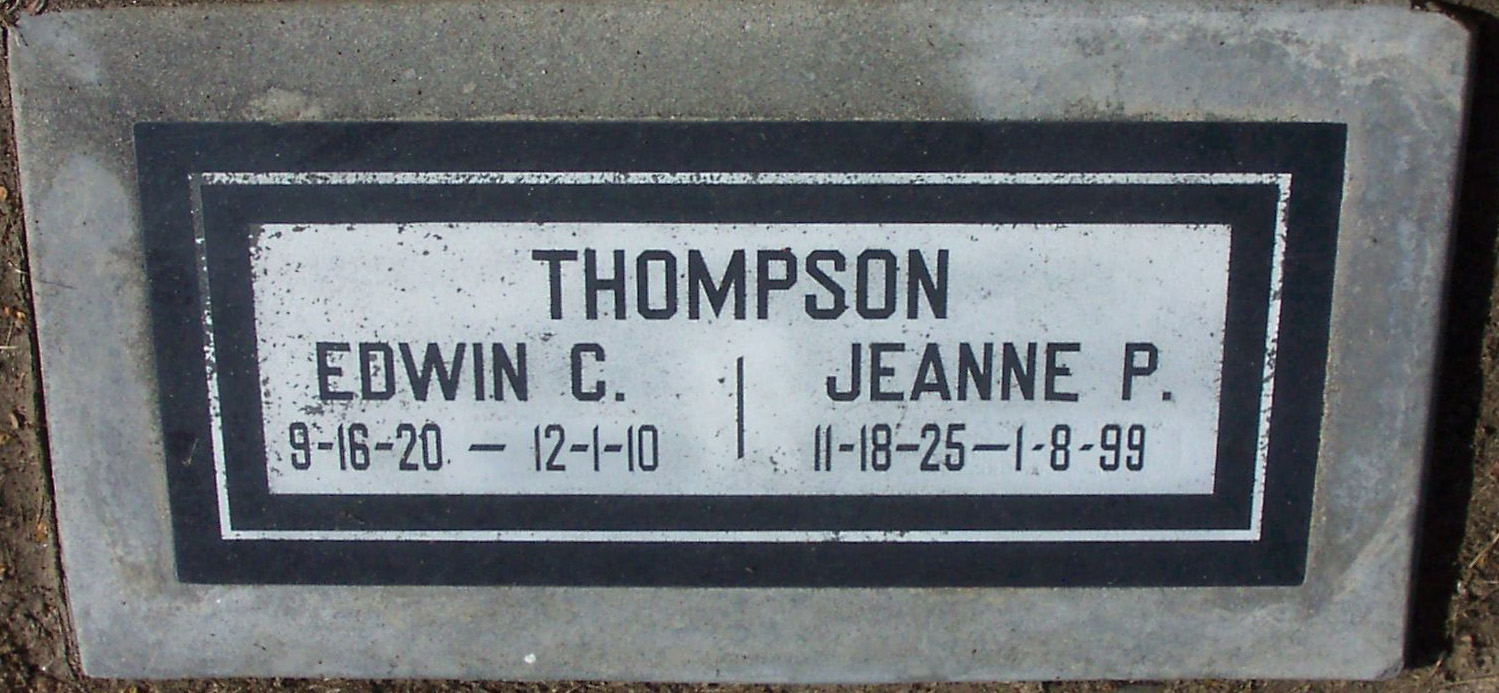 THOMPSON
EDWIN C. | JEANNE P.
9-16-20 — 12-1-10 | 11-18-25—1-8-99